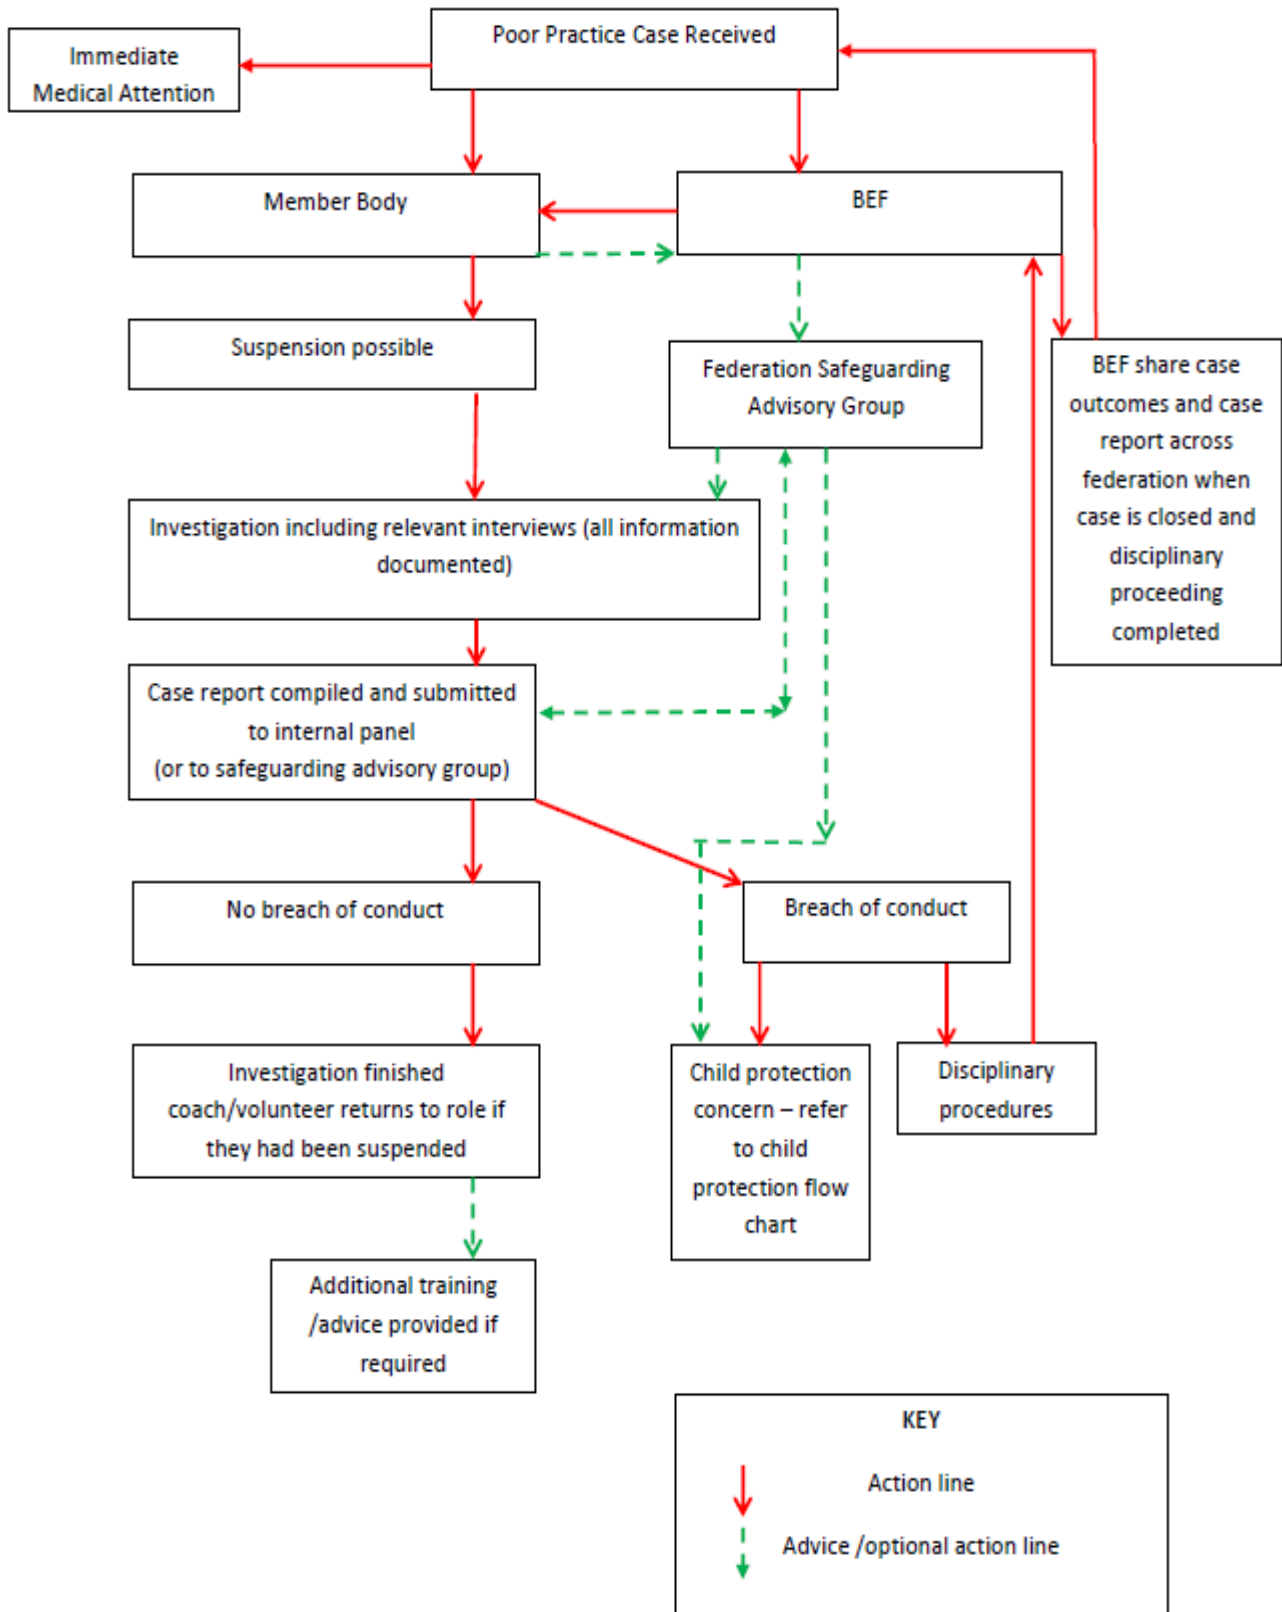 Poor Practice Case Received
Immediate
Medical Attention
Member Body
BEF
Suspension possible
Federation Safeguarding
Advisory Group
BEF share case
outcomes and case
report across
federation when
case is closed and
disciplinary
proceeding
completed
Investigation including relevant interviews (all information
documented)
Case report compiled and submitted
to internal panel
(or to safeguarding advisory group)
No breach of conduct
Breach of conduct
Investigation finished
coach/volunteer returns to role if
they had been suspended
Child protection
concern – refer
to child
protection flow
chart
Disciplinary
procedures
Additional training
/advice provided if
required
KEY
Action line
Advice /optional action line